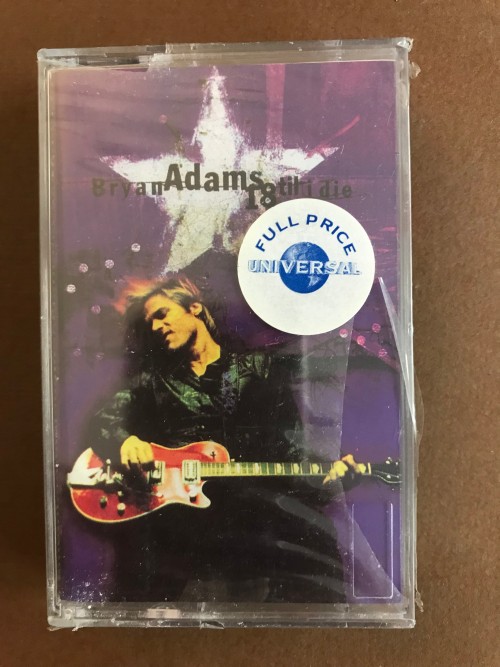 Bryan Adams 18 til i die
FULL PRICE
UNIVERSAL